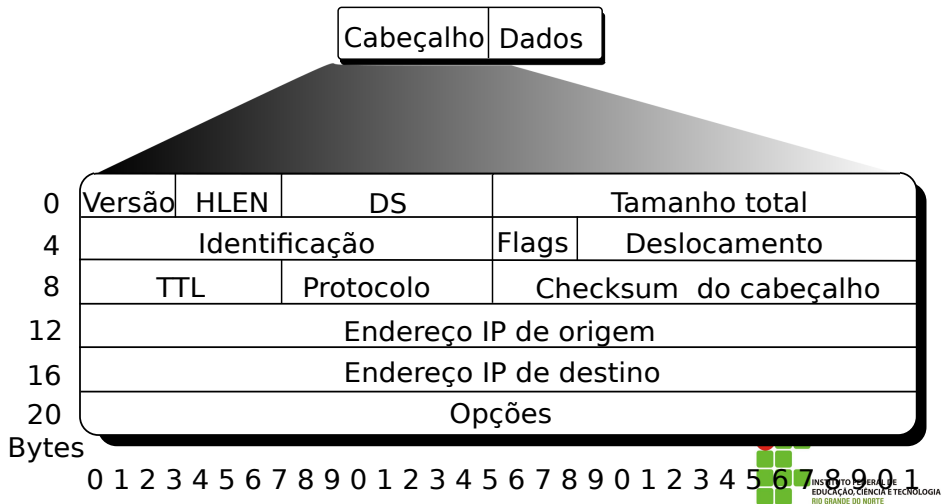 Cabeçalho Dados
0 Versão HLEN DS Tamanho total
4 Identificação Flags Deslocamento
8 TTL Protocolo Checksum do cabeçalho
12 Endereço IP de origem
16 Endereço IP de destino
20 Opções
Bytes
0 1 2 3 4 5 6 7 8 9 0 1 2 3 4 5 6 7 8 9 0 1 2 3 4 5 6 7 8 9 0 1
INSTITUTO FEDERAL DE
EDUCAÇÃO, CIÊNCIA E TECNOLOGIA
RIO GRANDE DO NORTE